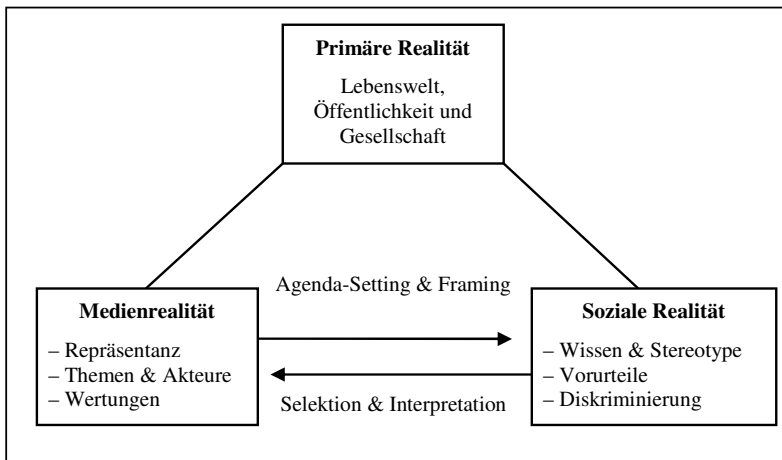 Primäre Realität
Lebenswelt,
Öffentlichkeit und
Gesellschaft
Agenda-Setting & Framing
Medienrealität
– Repräsentanz
– Themen & Akteure
– Wertungen
Soziale Realität
– Wissen & Stereotype
– Vorurteile
– Diskriminierung
Selektion & Interpretation